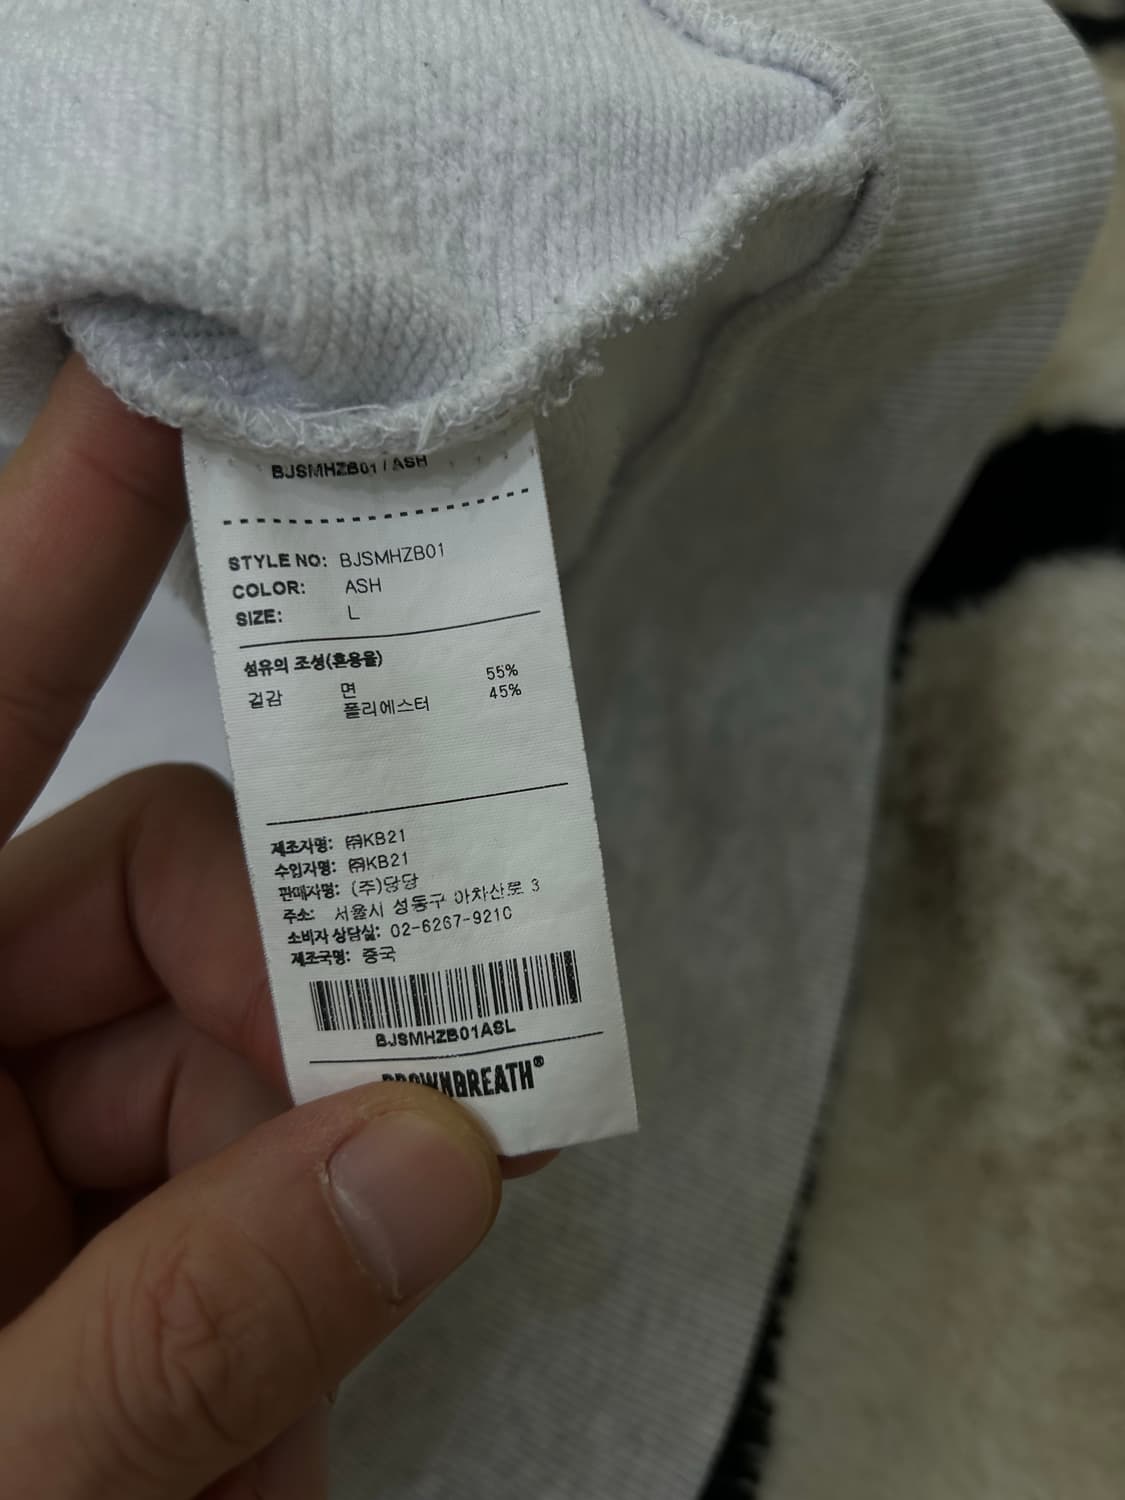 BJSMHZB01 / ASH
STYLE NO: BJSMHZB01
COLOR: ASH
SIZE: L
섬유의 조성(혼용율)
겉감 면 55%
폴리에스터 45%
제조자명: ㈜KB21
수입자명: ㈜KB21
판매자명: (주)당당
주소: 서울시 성동구 아차산로 3
소비자 상담실: 02-6267-9210
제조국명: 중국
BJSMHZB01ASL
BROWNBREATH®